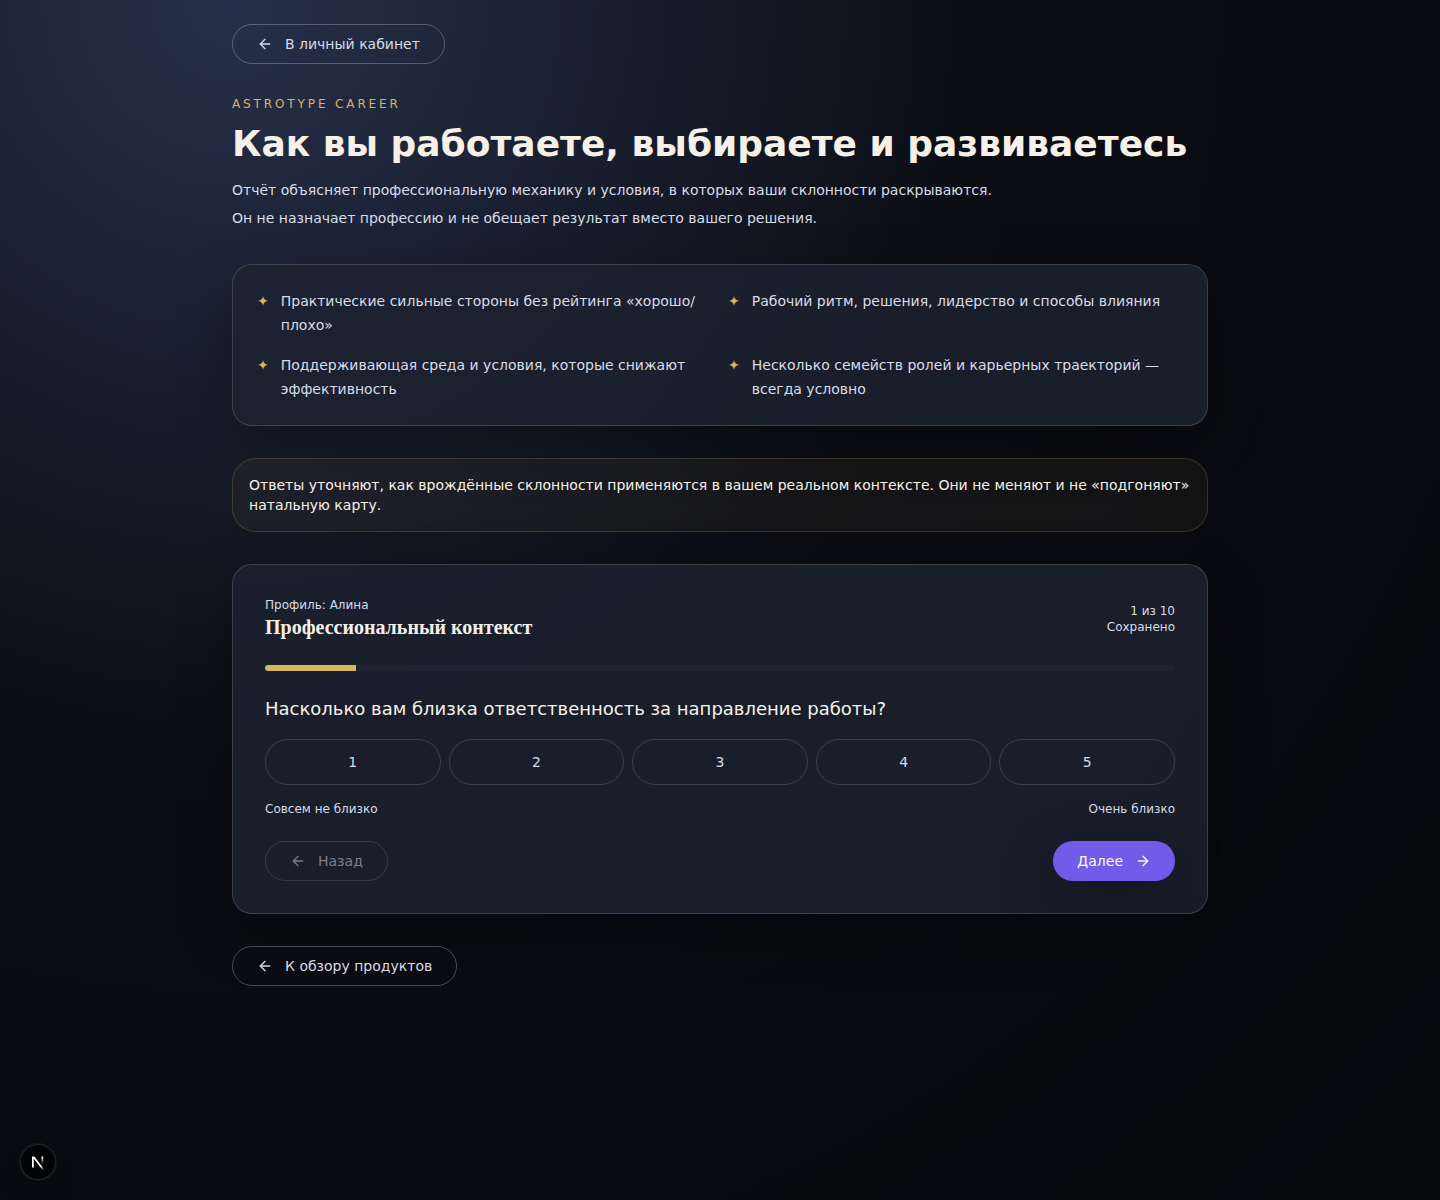 В личный кабинет
ASTROTYPE CAREER
Как вы работаете, выбираете и развиваетесь
Отчёт объясняет профессиональную механику и условия, в которых ваши склонности раскрываются.
Он не назначает профессию и не обещает результат вместо вашего решения.
Практические сильные стороны без рейтинга «хорошо/
плохо»
Рабочий ритм, решения, лидерство и способы влияния
Поддерживающая среда и условия, которые снижают
эффективность
Несколько семейств ролей и карьерных траекторий —
всегда условно
Ответы уточняют, как врождённые склонности применяются в вашем реальном контексте. Они не меняют и не «подгоняют»
натальную карту.
Профиль: Алина
Профессиональный контекст
1 из 10
Сохранено
Насколько вам близка ответственность за направление работы?
1 2 3 4 5
Совсем не близко Очень близко
Назад Далее
К обзору продуктов
N